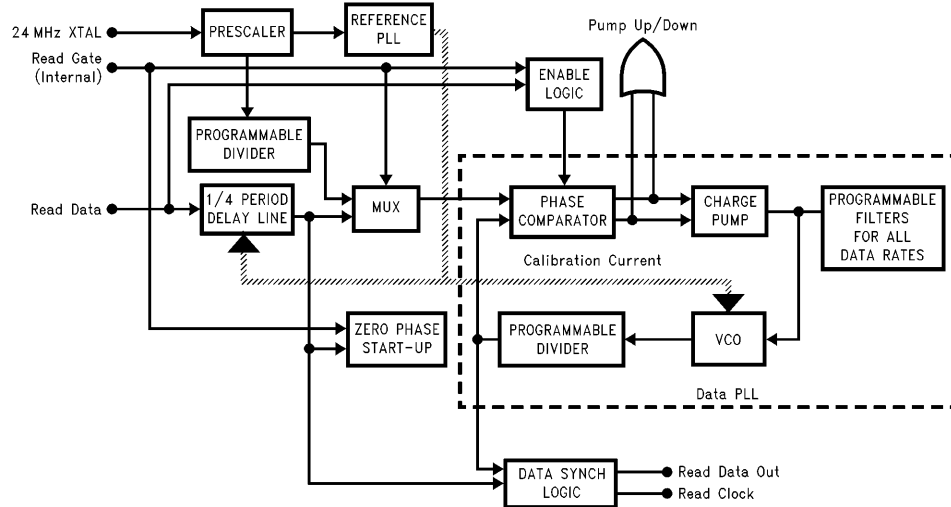 24 MHz XTAL
PRESCALER
REFERENCE
PLL
Pump Up/Down
Read Gate
(Internal)
ENABLE
LOGIC
PROGRAMMABLE
DIVIDER
Read Data
1/4 PERIOD
DELAY LINE
MUX
PHASE
COMPARATOR
CHARGE
PUMP
PROGRAMMABLE
FILTERS
FOR ALL
DATA RATES
Calibration Current
ZERO PHASE
START-UP
PROGRAMMABLE
DIVIDER
VCO
Data PLL
DATA SYNCH
LOGIC
Read Data Out
Read Clock